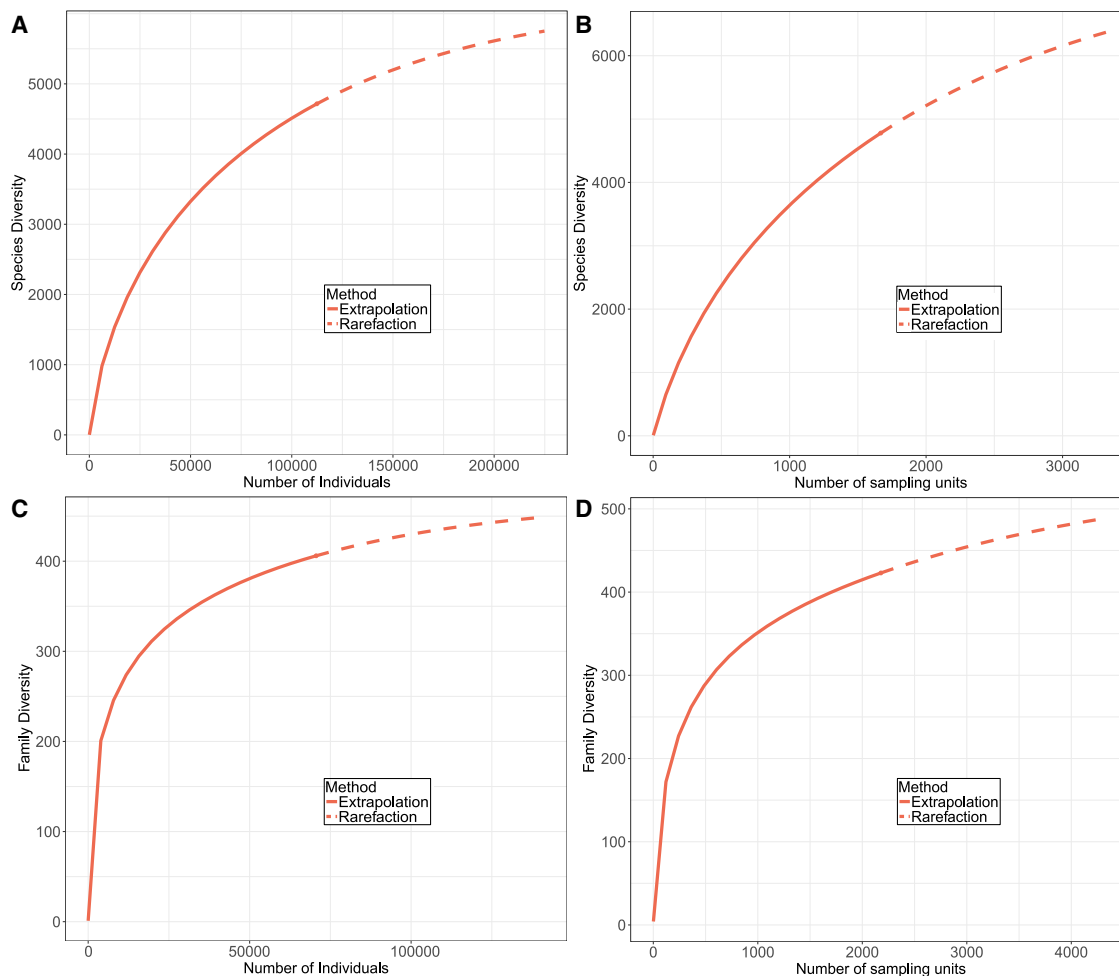 A
Species Diversity
5000
4000
3000
2000
1000
0
0 50000 100000 150000 200000
Number of Individuals
Method
Extrapolation
Rarefaction
B
Species Diversity
6000
4000
2000
0
0 1000 2000 3000
Number of sampling units
Method
Extrapolation
Rarefaction
C
Family Diversity
400
300
200
100
0
0 50000 100000
Number of Individuals
Method
Extrapolation
Rarefaction
D
Family Diversity
500
400
300
200
100
0
0 1000 2000 3000 4000
Number of sampling units
Method
Extrapolation
Rarefaction